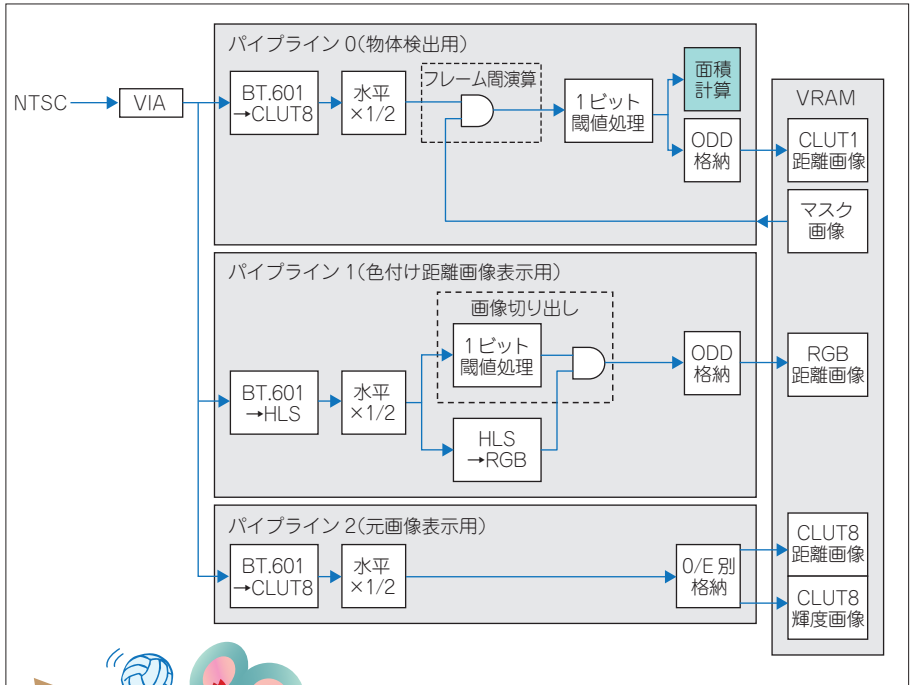 パイプライン 0(物体検出用)
NTSC
VIA
BT.601
→CLUT8
水平
×1/2
フレーム間演算
1ビット
閾値処理
面積
計算
ODD
格納
VRAM
CLUT1
距離画像
マスク
画像
パイプライン 1(色付け距離画像表示用)
BT.601
→HLS
水平
×1/2
画像切り出し
1ビット
閾値処理
HLS
→RGB
ODD
格納
RGB
距離画像
パイプライン 2(元画像表示用)
BT.601
→CLUT8
水平
×1/2
O/E 別
格納
CLUT8
距離画像
CLUT8
輝度画像